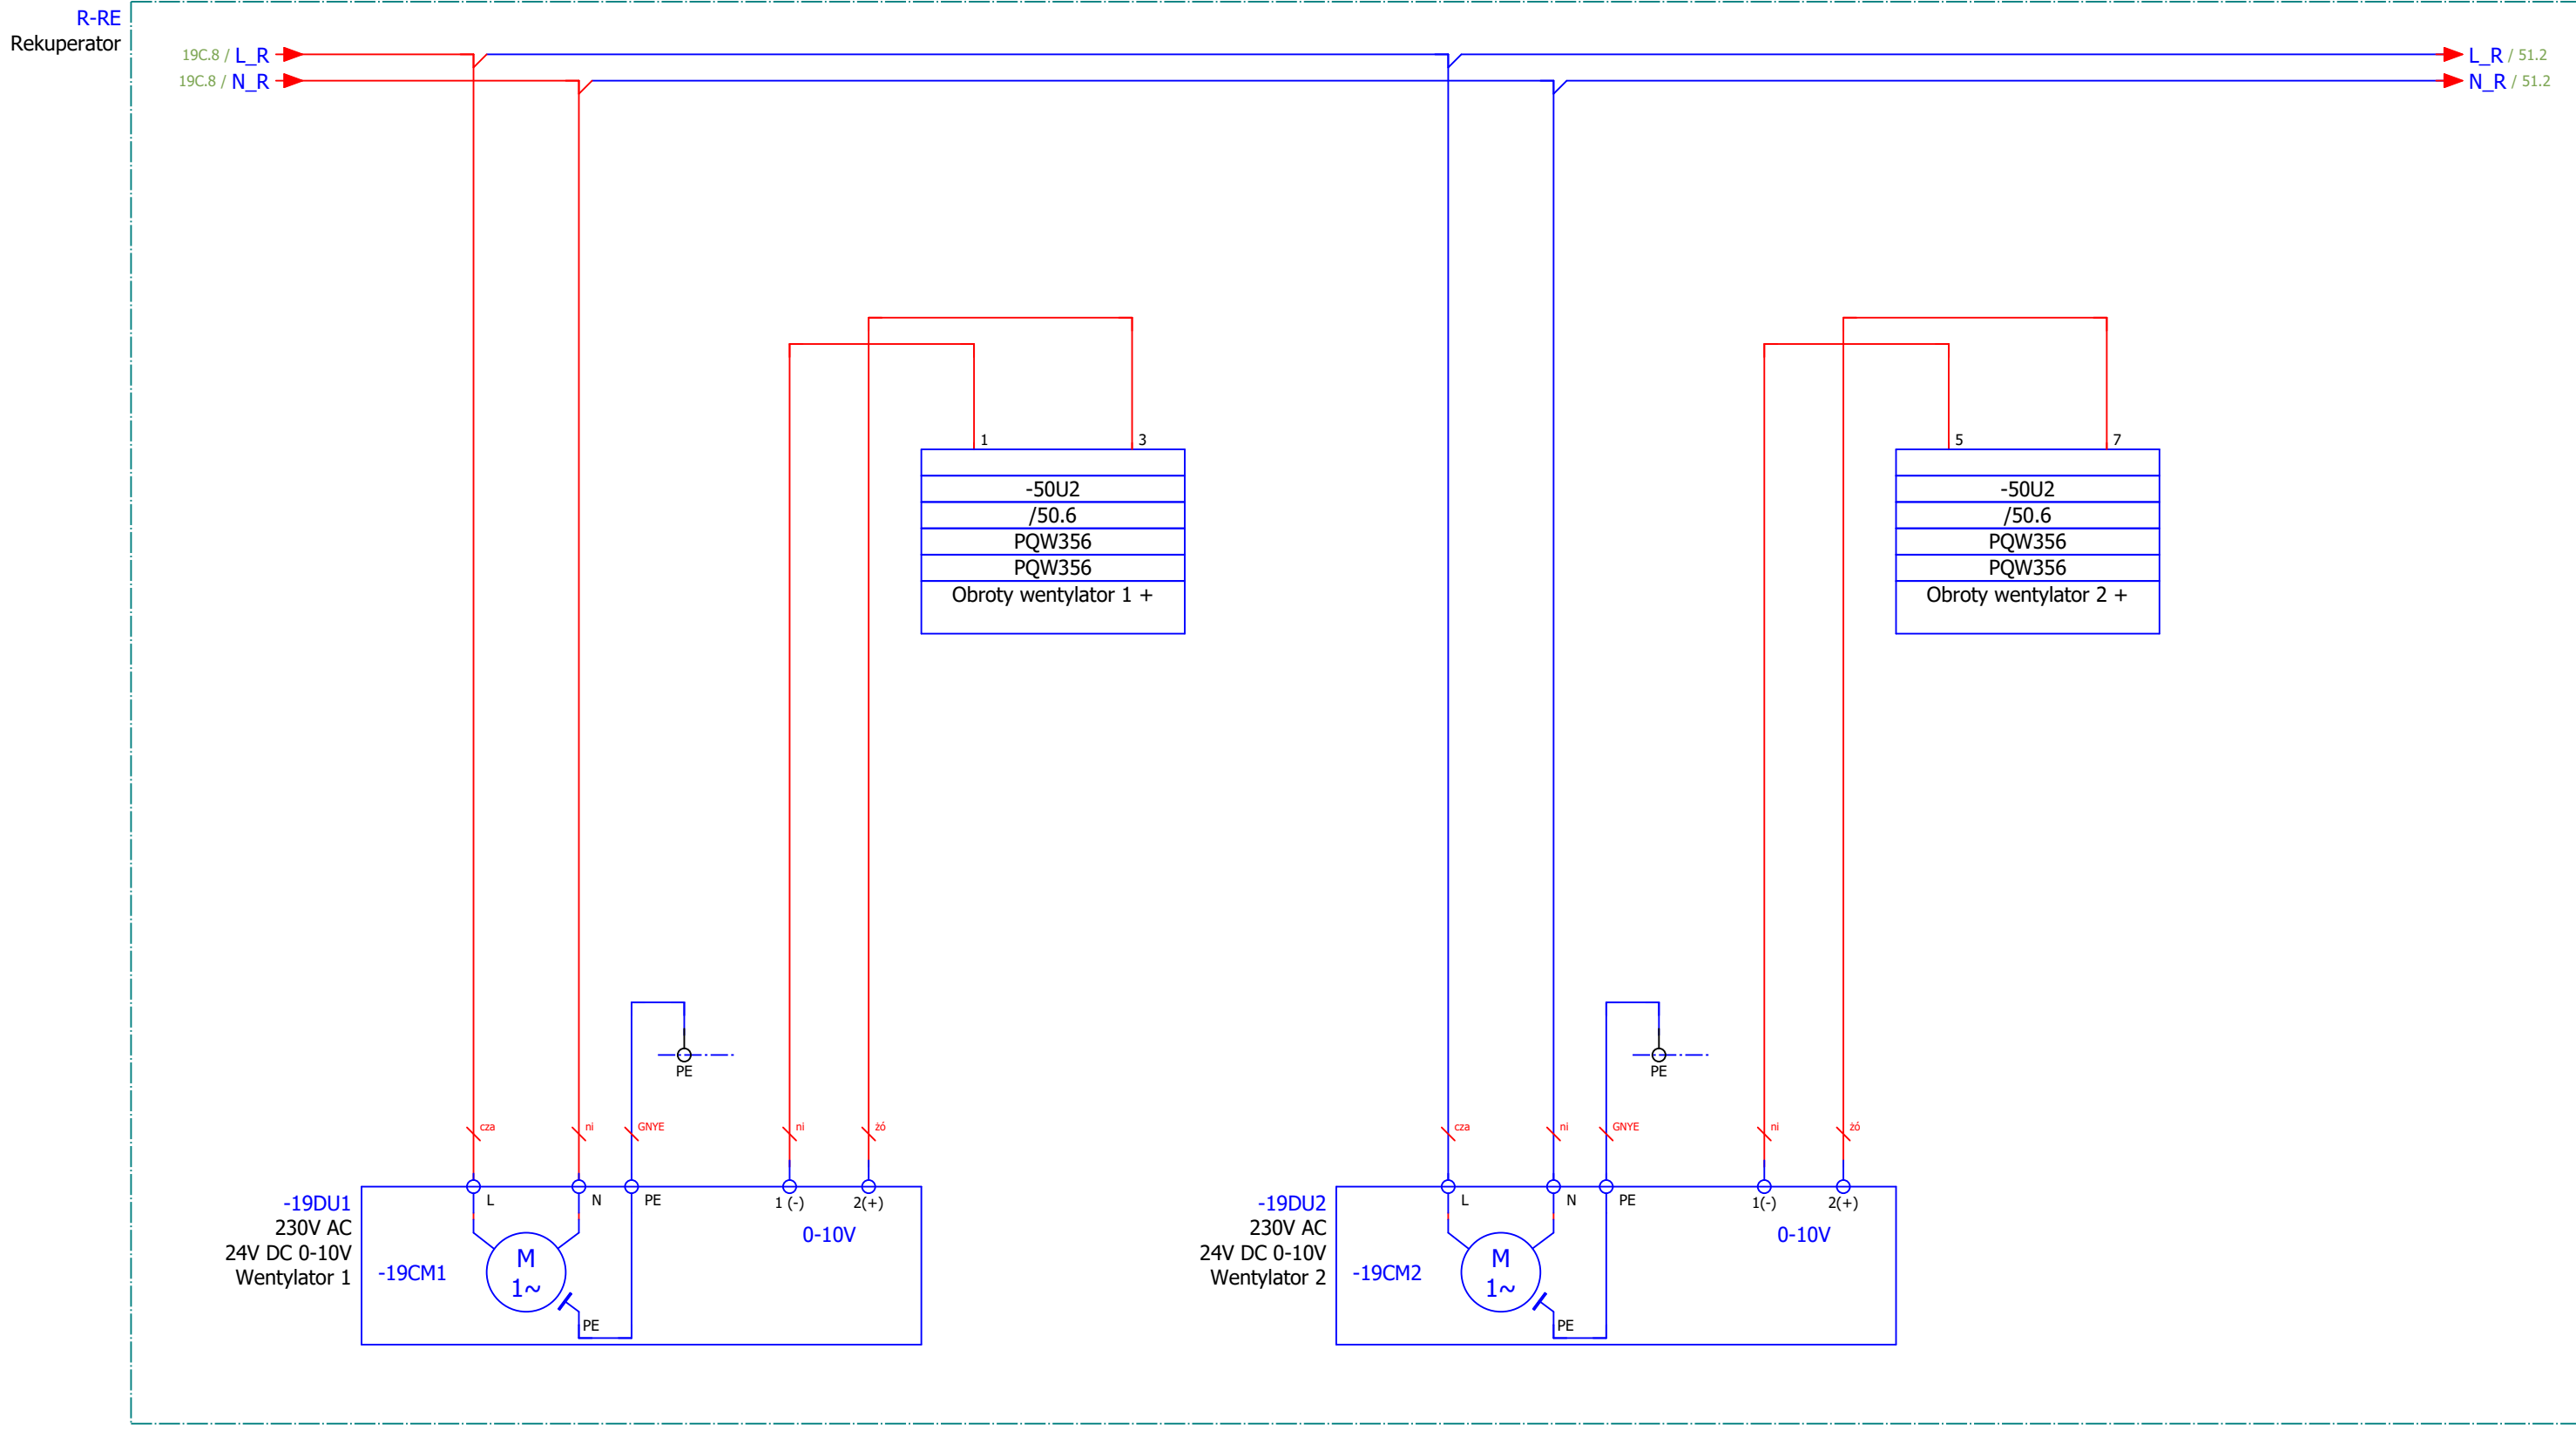 R-RE
Rekuperator
19C.8 / L_R
L_R / 51.2
19C.8 / N_R
N_R / 51.2
1 3
-50U2
/50.6
PQW356
PQW356
Obroty wentylator 1 +
5 7
-50U2
/50.6
PQW356
PQW356
Obroty wentylator 2 +
PE
PE
cza ni GNYE ni żó
cza ni GNYE ni żó
-19DU1
230V AC
24V DC 0-10V
Wentylator 1
L N PE 1 (-) 2(+)
0-10V
-19CM1
M
1~
PE
-19DU2
230V AC
24V DC 0-10V
Wentylator 2
L N PE 1(-) 2(+)
0-10V
-19CM2
M
1~
PE